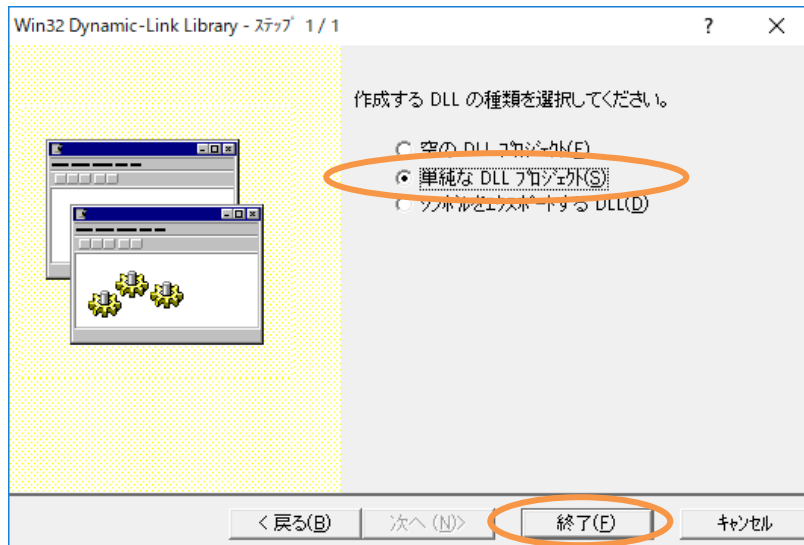 Win32 Dynamic-Link Library - ｽﾃｯﾌﾟ 1 / 1 ?
作成する DLL の種類を選択してください。
空の DLL ﾌﾟﾛｼﾞｪｸﾄ(E)
単純な DLL ﾌﾟﾛｼﾞｪｸﾄ(S)
ｼﾝﾎﾞﾙをｴｸｽﾎﾟｰﾄする DLL(D)
< 戻る(B) 次へ (N)> 終了(F) ｷｬﾝｾﾙ